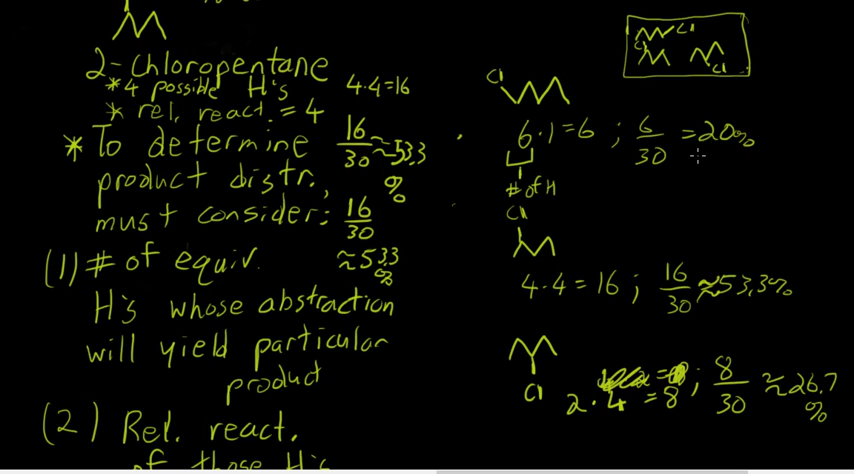 2-Chloropentane
*4 possible H's 4·4=16
* rel. react. = 4
* To determine 16/30 ≈ 53.3%
product distr.,
must consider: 16/30 ≈ 53.3%
(1) # of equiv.
H's whose abstraction
will yield particular
product
(2) Rel. react.
of those H's
Cl
Cl
Cl
Cl
6·1=6 ; 6/30 = 20%
# of H
Cl
4·4 = 16 ; 16/30 ≈ 53.3%
Cl
2·4 = 8 ; 8/30 ≈ 26.7%